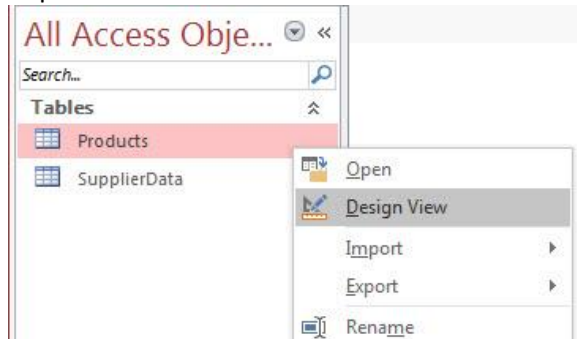 All Access Obje... «
Search...
Tables
Products
SupplierData
Open
Design View
Import
Export
Rename